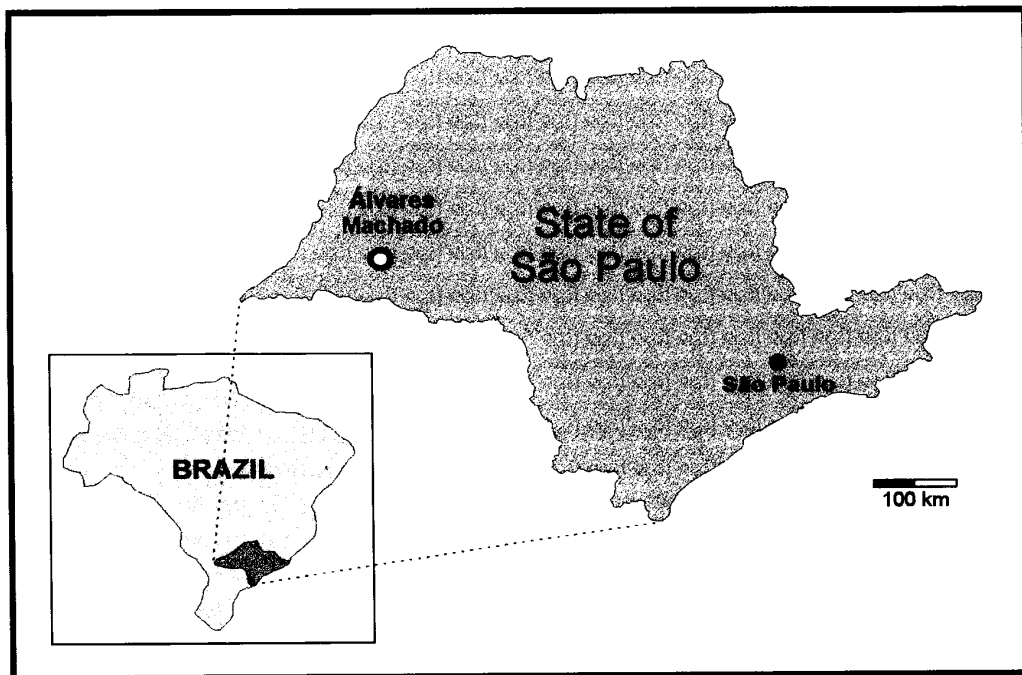 Álvares
Machado
State of
São Paulo
São Paulo
BRAZIL
100 km